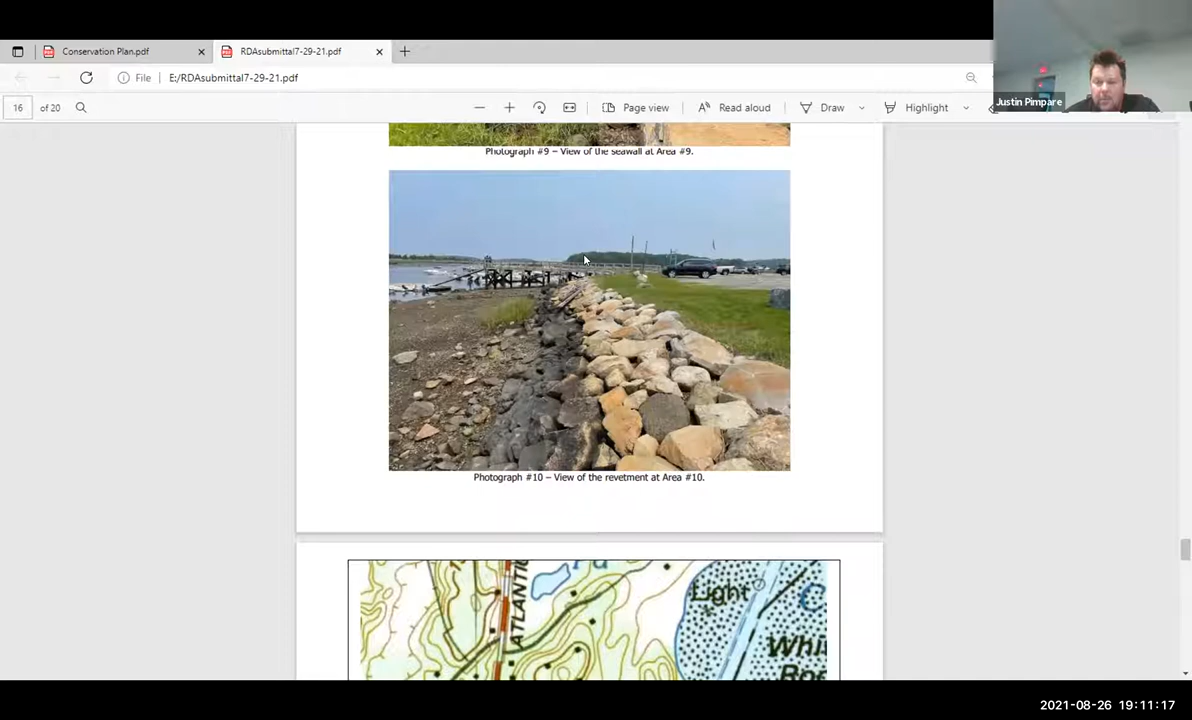 Conservation Plan.pdf
RDAsubmittal7-29-21.pdf
File
E:/RDAsubmittal7-29-21.pdf
16 of 20
Page view
Read aloud
Draw
Highlight
Justin Pimpare
Photograph #9 – View of the seawall at Area #9.
Photograph #10 – View of the revetment at Area #10.
ATLANTIC
Light
2021-08-26 19:11:17